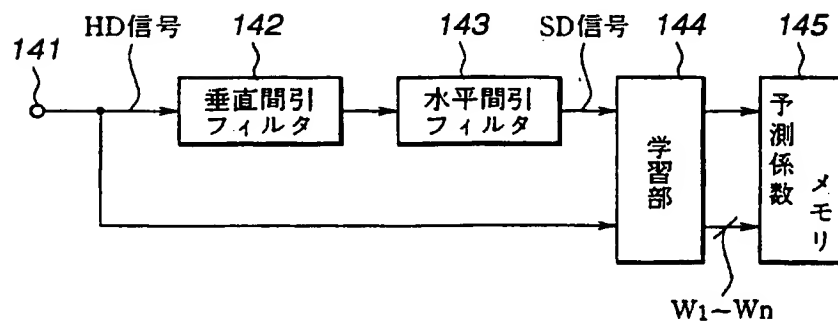 141
HD信号
142
143
SD信号
144
145
垂直間引
フィルタ
水平間引
フィルタ
学習部
予測係数
メモリ
W1~Wn